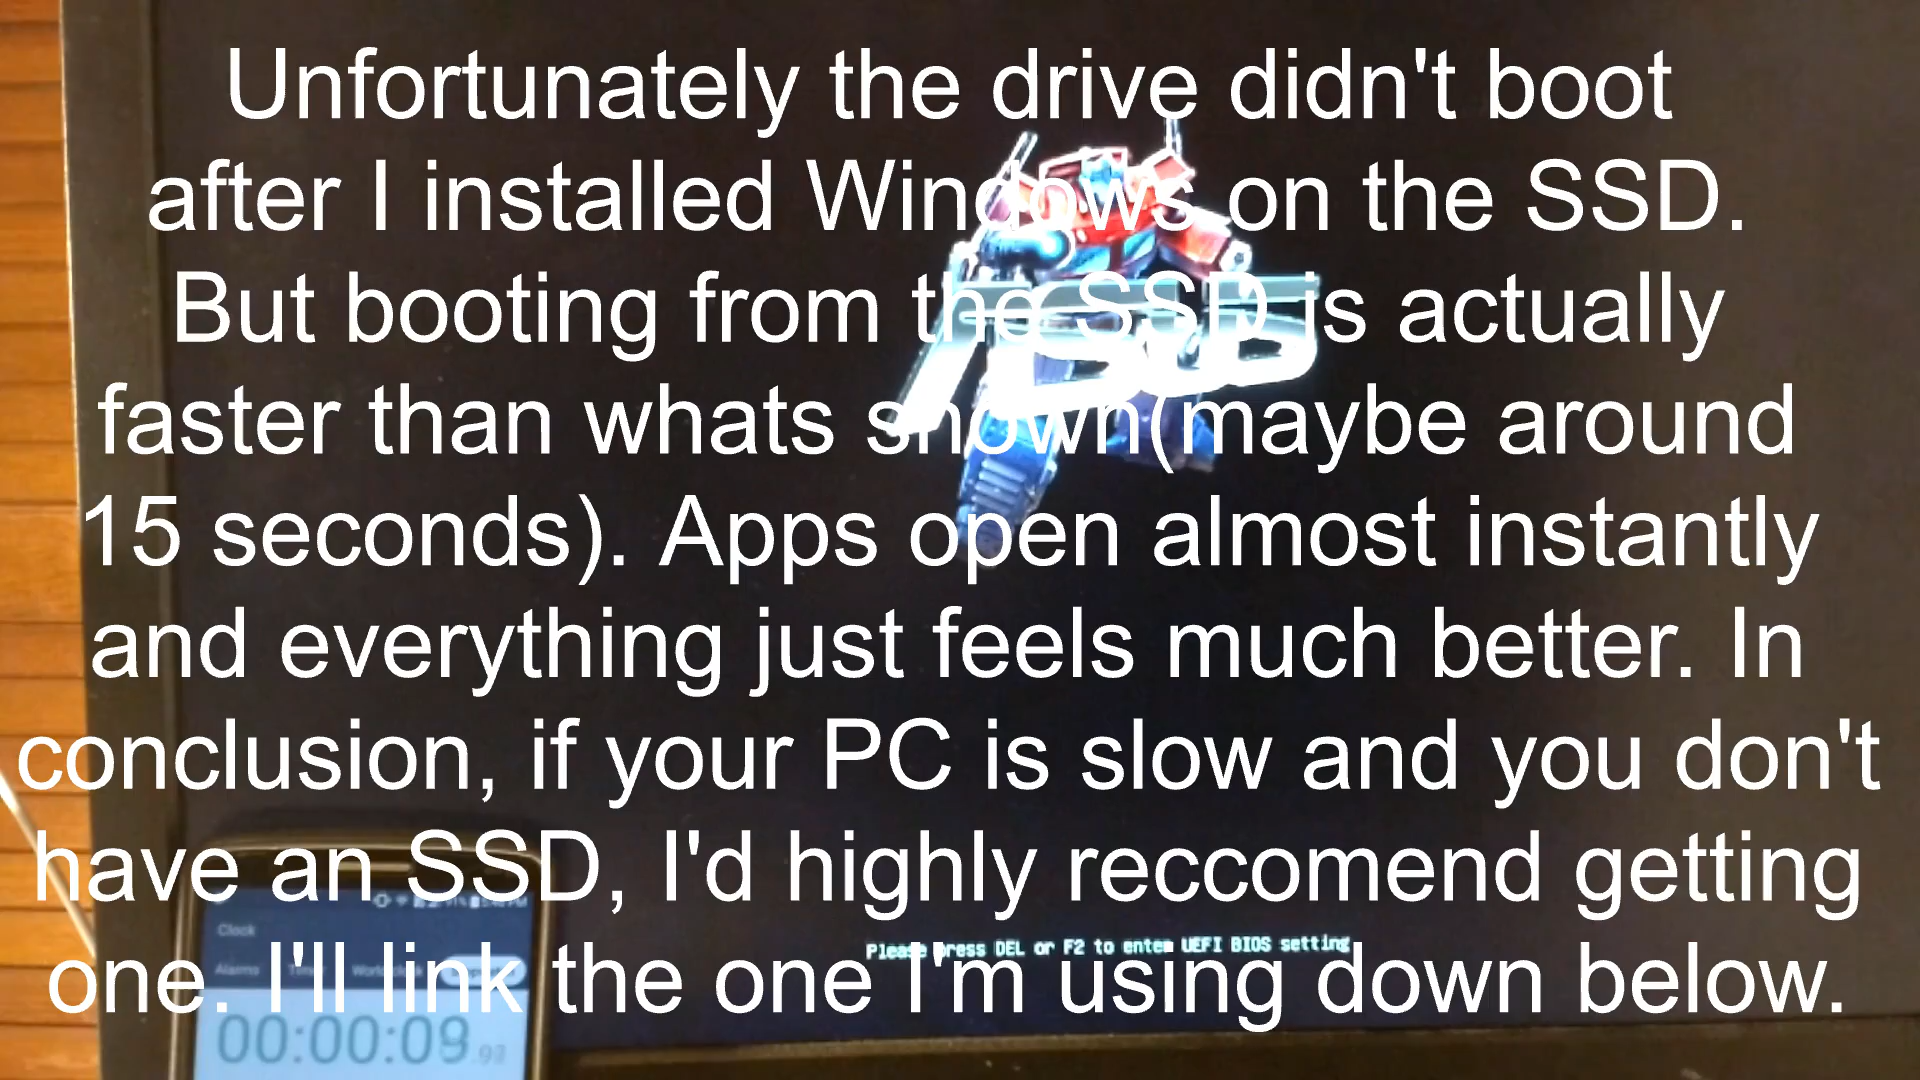 Unfortunately the drive didn't boot
after I installed Windows on the SSD.
But booting from the SSD is actually
faster than whats shown(maybe around
15 seconds). Apps open almost instantly
and everything just feels much better. In
conclusion, if your PC is slow and you don't
have an SSD, I'd highly reccomend getting
one. I'll link the one I'm using down below.
Please press DEL or F2 to enter UEFI BIOS setting
Clock
Alarms
00:00:09